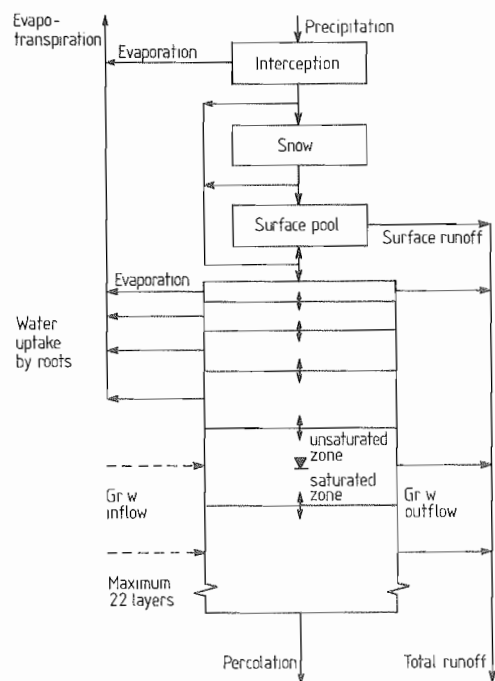 Evapo-
transpiration
Precipitation
Evaporation
Interception
Snow
Surface pool
Surface runoff
Evaporation
Water
uptake
by roots
unsaturated
zone
saturated
zone
Gr w
inflow
Gr w
outflow
Maximum
22 layers
Percolation
Total runoff